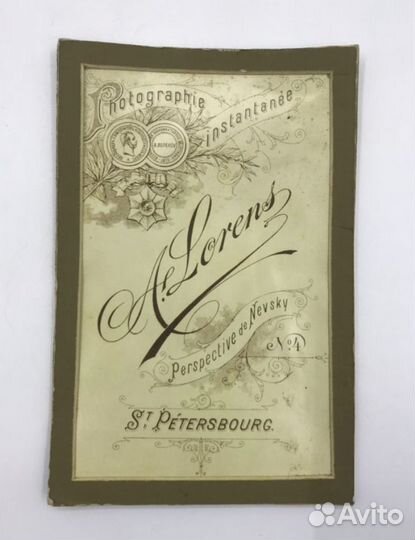 Photographie
instantanée
A. Lorens
Perspective de Nevsky
No 4
St. PÉTERSBOURG.
Avito